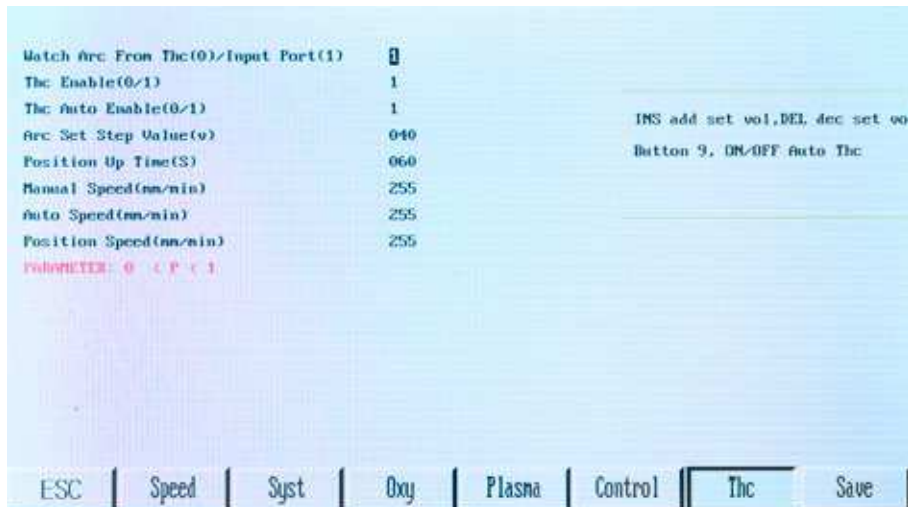 Watch Arc From Thc(0)/Input Port(1) 1
Thc Enable(0/1) 1
Thc Auto Enable(0/1) 1
Arc Set Step Value(v) 040
Position Up Time(S) 060
Manual Speed(mm/min) 255
Auto Speed(mm/min) 255
Position Speed(mm/min) 255
PARAMETER: 0 < P < 1
INS add set vol,DEL dec set vo
Button 9, ON/OFF Auto Thc
ESC Speed Syst Oxy Plasma Control Thc Save